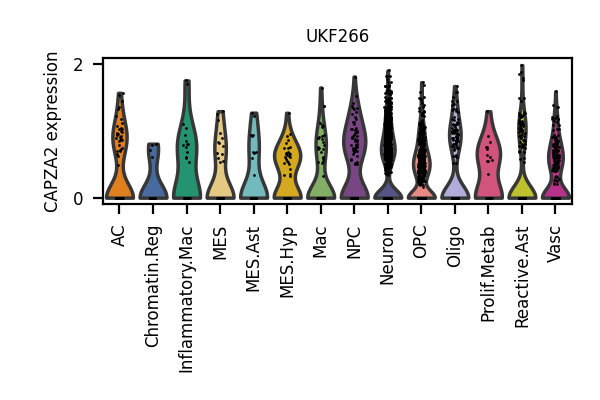 UKF266
CAPZA2 expression
2
0
AC
Chromatin.Reg
Inflammatory.Mac
MES
MES.Ast
MES.Hyp
Mac
NPC
Neuron
OPC
Oligo
Prolif.Metab
Reactive.Ast
Vasc